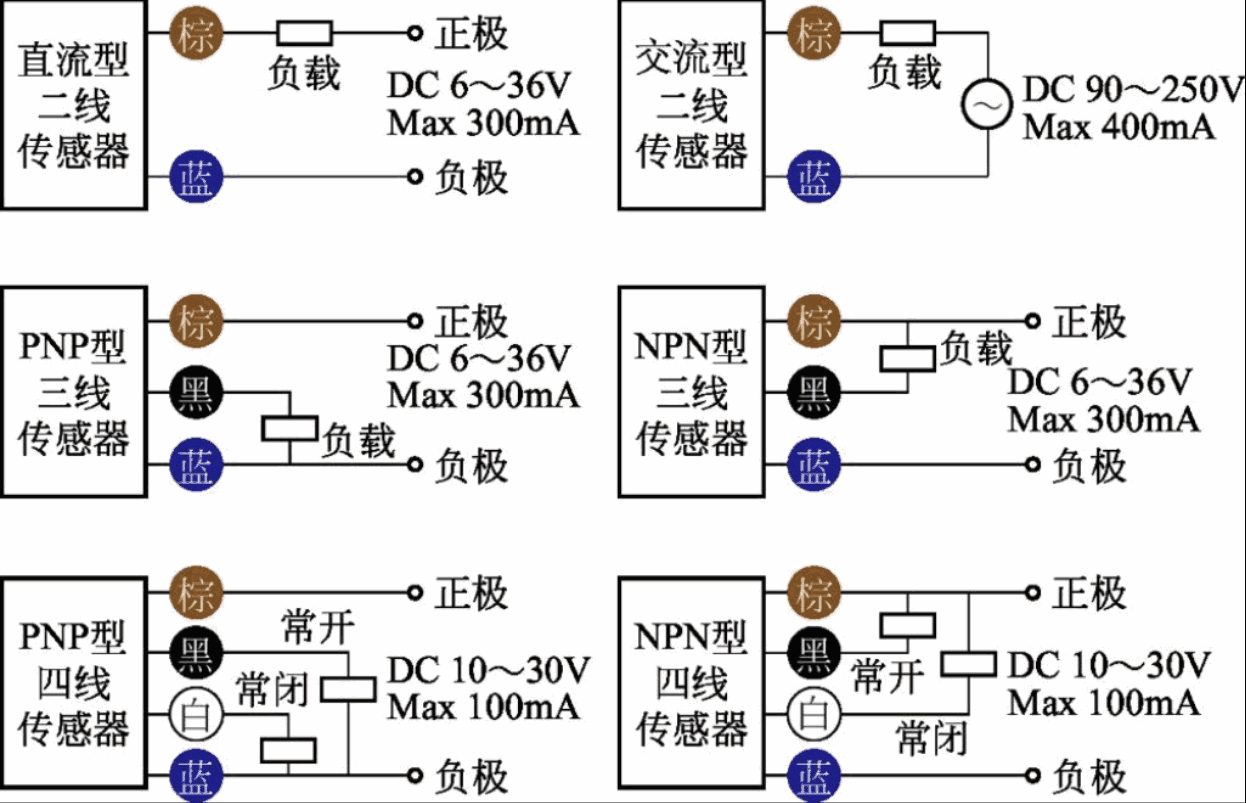 直流型
二线
传感器
棕
负载
正极
DC 6～36V
Max 300mA
蓝
负极
交流型
二线
传感器
棕
负载
～
DC 90～250V
Max 400mA
蓝
PNP型
三线
传感器
棕
正极
DC 6～36V
Max 300mA
黑
负载
蓝
负极
NPN型
三线
传感器
棕
正极
负载
黑
DC 6～36V
Max 300mA
蓝
负极
PNP型
四线
传感器
棕
正极
黑
常开
DC 10～30V
Max 100mA
常闭
白
蓝
负极
NPN型
四线
传感器
棕
正极
黑
常开
DC 10～30V
Max 100mA
白
常闭
蓝
负极